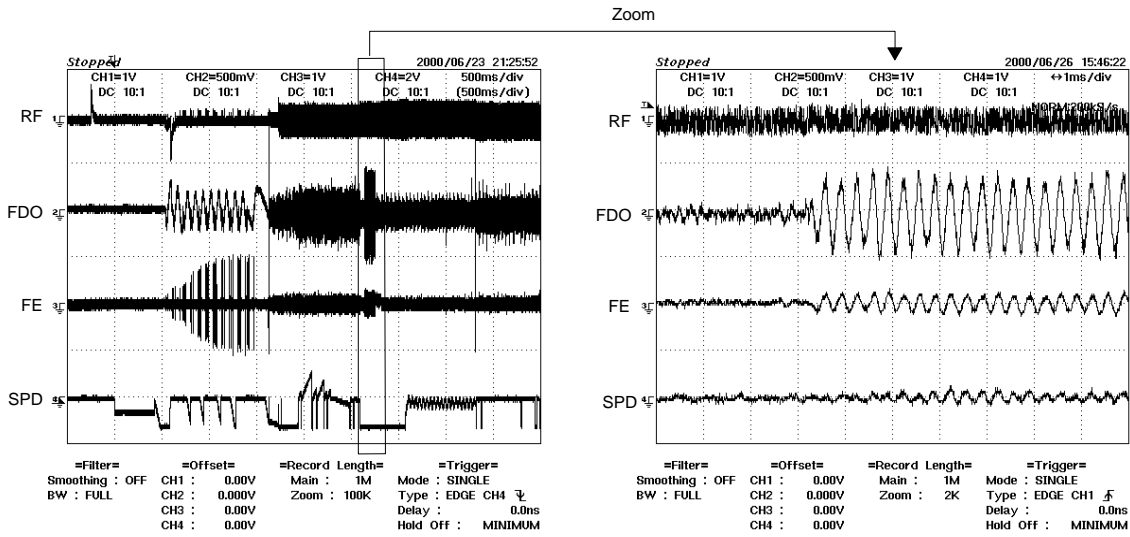 Zoom
Stopped 2000/06/23 21:25:52
CH1=1V CH2=500mV CH3=1V CH4=2V 500ms/div
DC 10:1 DC 10:1 DC 10:1 DC 10:1 (500ms/div)
RF
FDO
FE
SPD
=Filter= =Offset= =Record Length= =Trigger=
Smoothing : OFF CH1 : 0.00V Main : 1M Mode : SINGLE
BW : FULL CH2 : 0.000V Zoom : 100K Type : EDGE CH4
CH3 : 0.00V Delay : 0.0ns
CH4 : 0.00V Hold Off : MINIMUM
Stopped 2000/06/26 15:46:22
CH1=1V CH2=500mV CH3=1V CH4=1V ↔1ms/div
DC 10:1 DC 10:1 DC 10:1 DC 10:1
NORM:200kS/s
RF
FDO
FE
SPD
=Filter= =Offset= =Record Length= =Trigger=
Smoothing : OFF CH1 : 0.00V Main : 1M Mode : SINGLE
BW : FULL CH2 : 0.000V Zoom : 2K Type : EDGE CH1
CH3 : 0.00V Delay : 0.0ns
CH4 : 0.00V Hold Off : MINIMUM